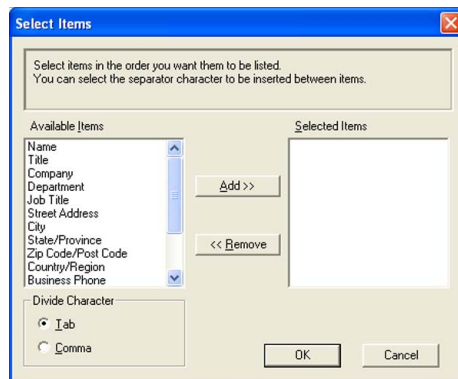 Select Items
Select items in the order you want them to be listed.
You can select the separator character to be inserted between items.
Available Items
Selected Items
Name
Title
Company
Department
Job Title
Street Address
City
State/Province
Zip Code/Post Code
Country/Region
Business Phone
Add >>
<< Remove
Divide Character
Tab
Comma
OK
Cancel